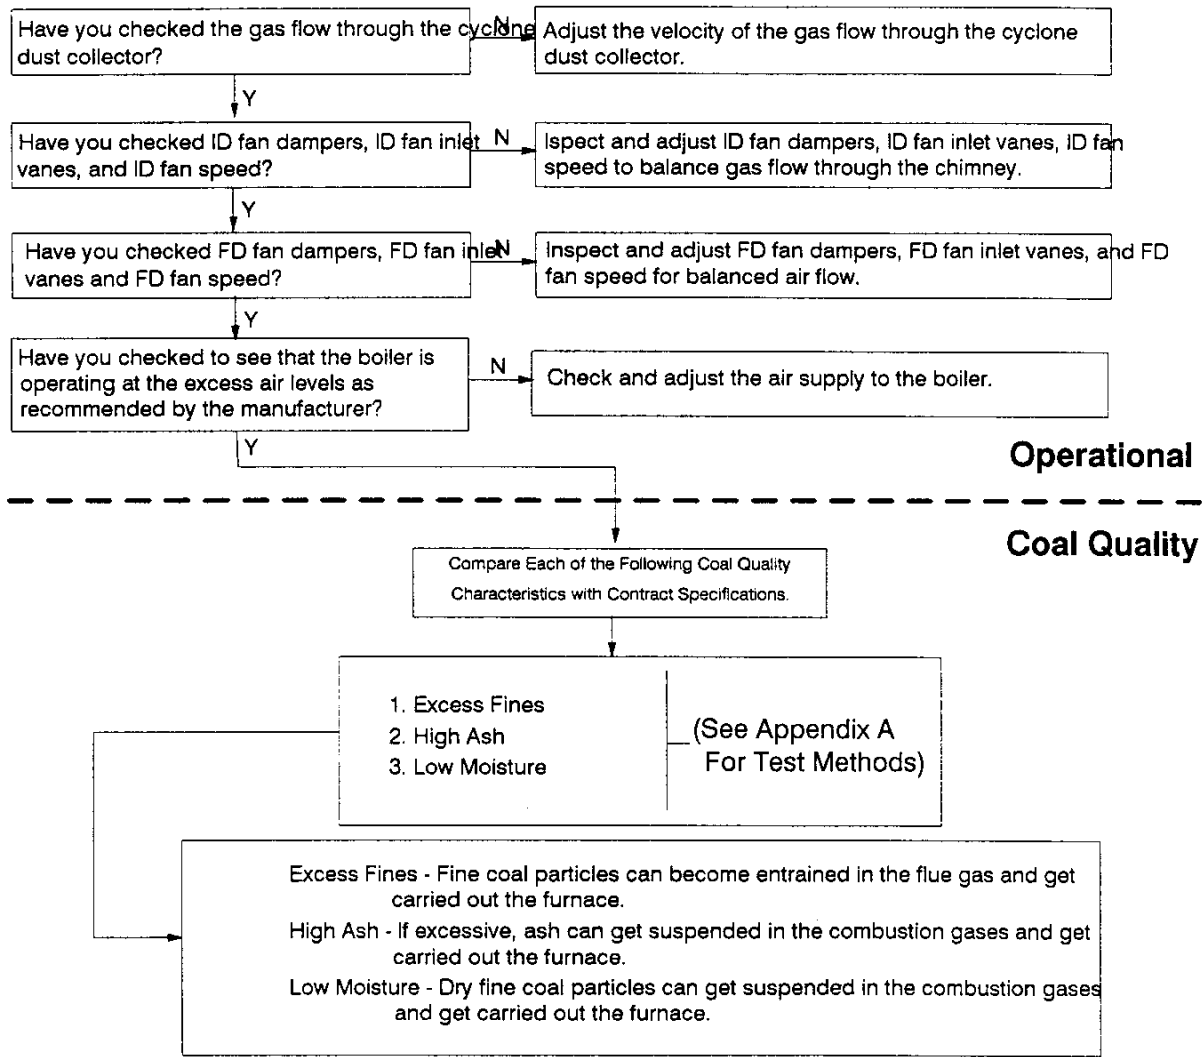 Have you checked the gas flow through the cyclone
dust collector?
N
Adjust the velocity of the gas flow through the cyclone
dust collector.
Y
Have you checked ID fan dampers, ID fan inlet
vanes, and ID fan speed?
N
Ispect and adjust ID fan dampers, ID fan inlet vanes, ID fan
speed to balance gas flow through the chimney.
Y
Have you checked FD fan dampers, FD fan inlet
vanes and FD fan speed?
N
Inspect and adjust FD fan dampers, FD fan inlet vanes, and FD
fan speed for balanced air flow.
Y
Have you checked to see that the boiler is
operating at the excess air levels as
recommended by the manufacturer?
N
Check and adjust the air supply to the boiler.
Y
Operational
Coal Quality
Compare Each of the Following Coal Quality
Characteristics with Contract Specifications.
1. Excess Fines
2. High Ash
3. Low Moisture
(See Appendix A
For Test Methods)
Excess Fines - Fine coal particles can become entrained in the flue gas and get
carried out the furnace.
High Ash - If excessive, ash can get suspended in the combustion gases and get
carried out the furnace.
Low Moisture - Dry fine coal particles can get suspended in the combustion gases
and get carried out the furnace.